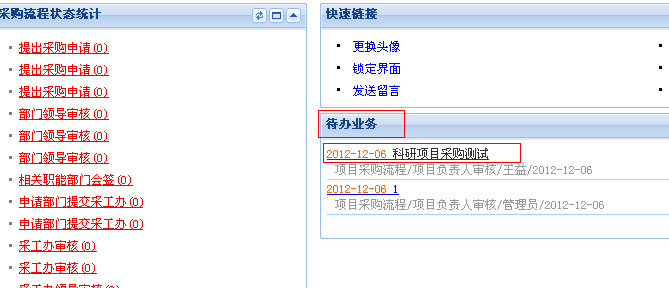 采购流程状态统计
提出采购申请(0)
提出采购申请(0)
提出采购申请(0)
部门领导审核(0)
部门领导审核(0)
部门领导审核(0)
相关职能部门会签(0)
申请部门提交采工办(0)
申请部门提交采工办(0)
采工办审核(0)
采工办审核(0)
采工办领导审核(0)
快速链接
更换头像
锁定界面
发送留言
待办业务
2012-12-06 科研项目采购测试
项目采购流程/项目负责人审核/王益/2012-12-06
2012-12-06 1
项目采购流程/项目负责人审核/管理员/2012-12-06